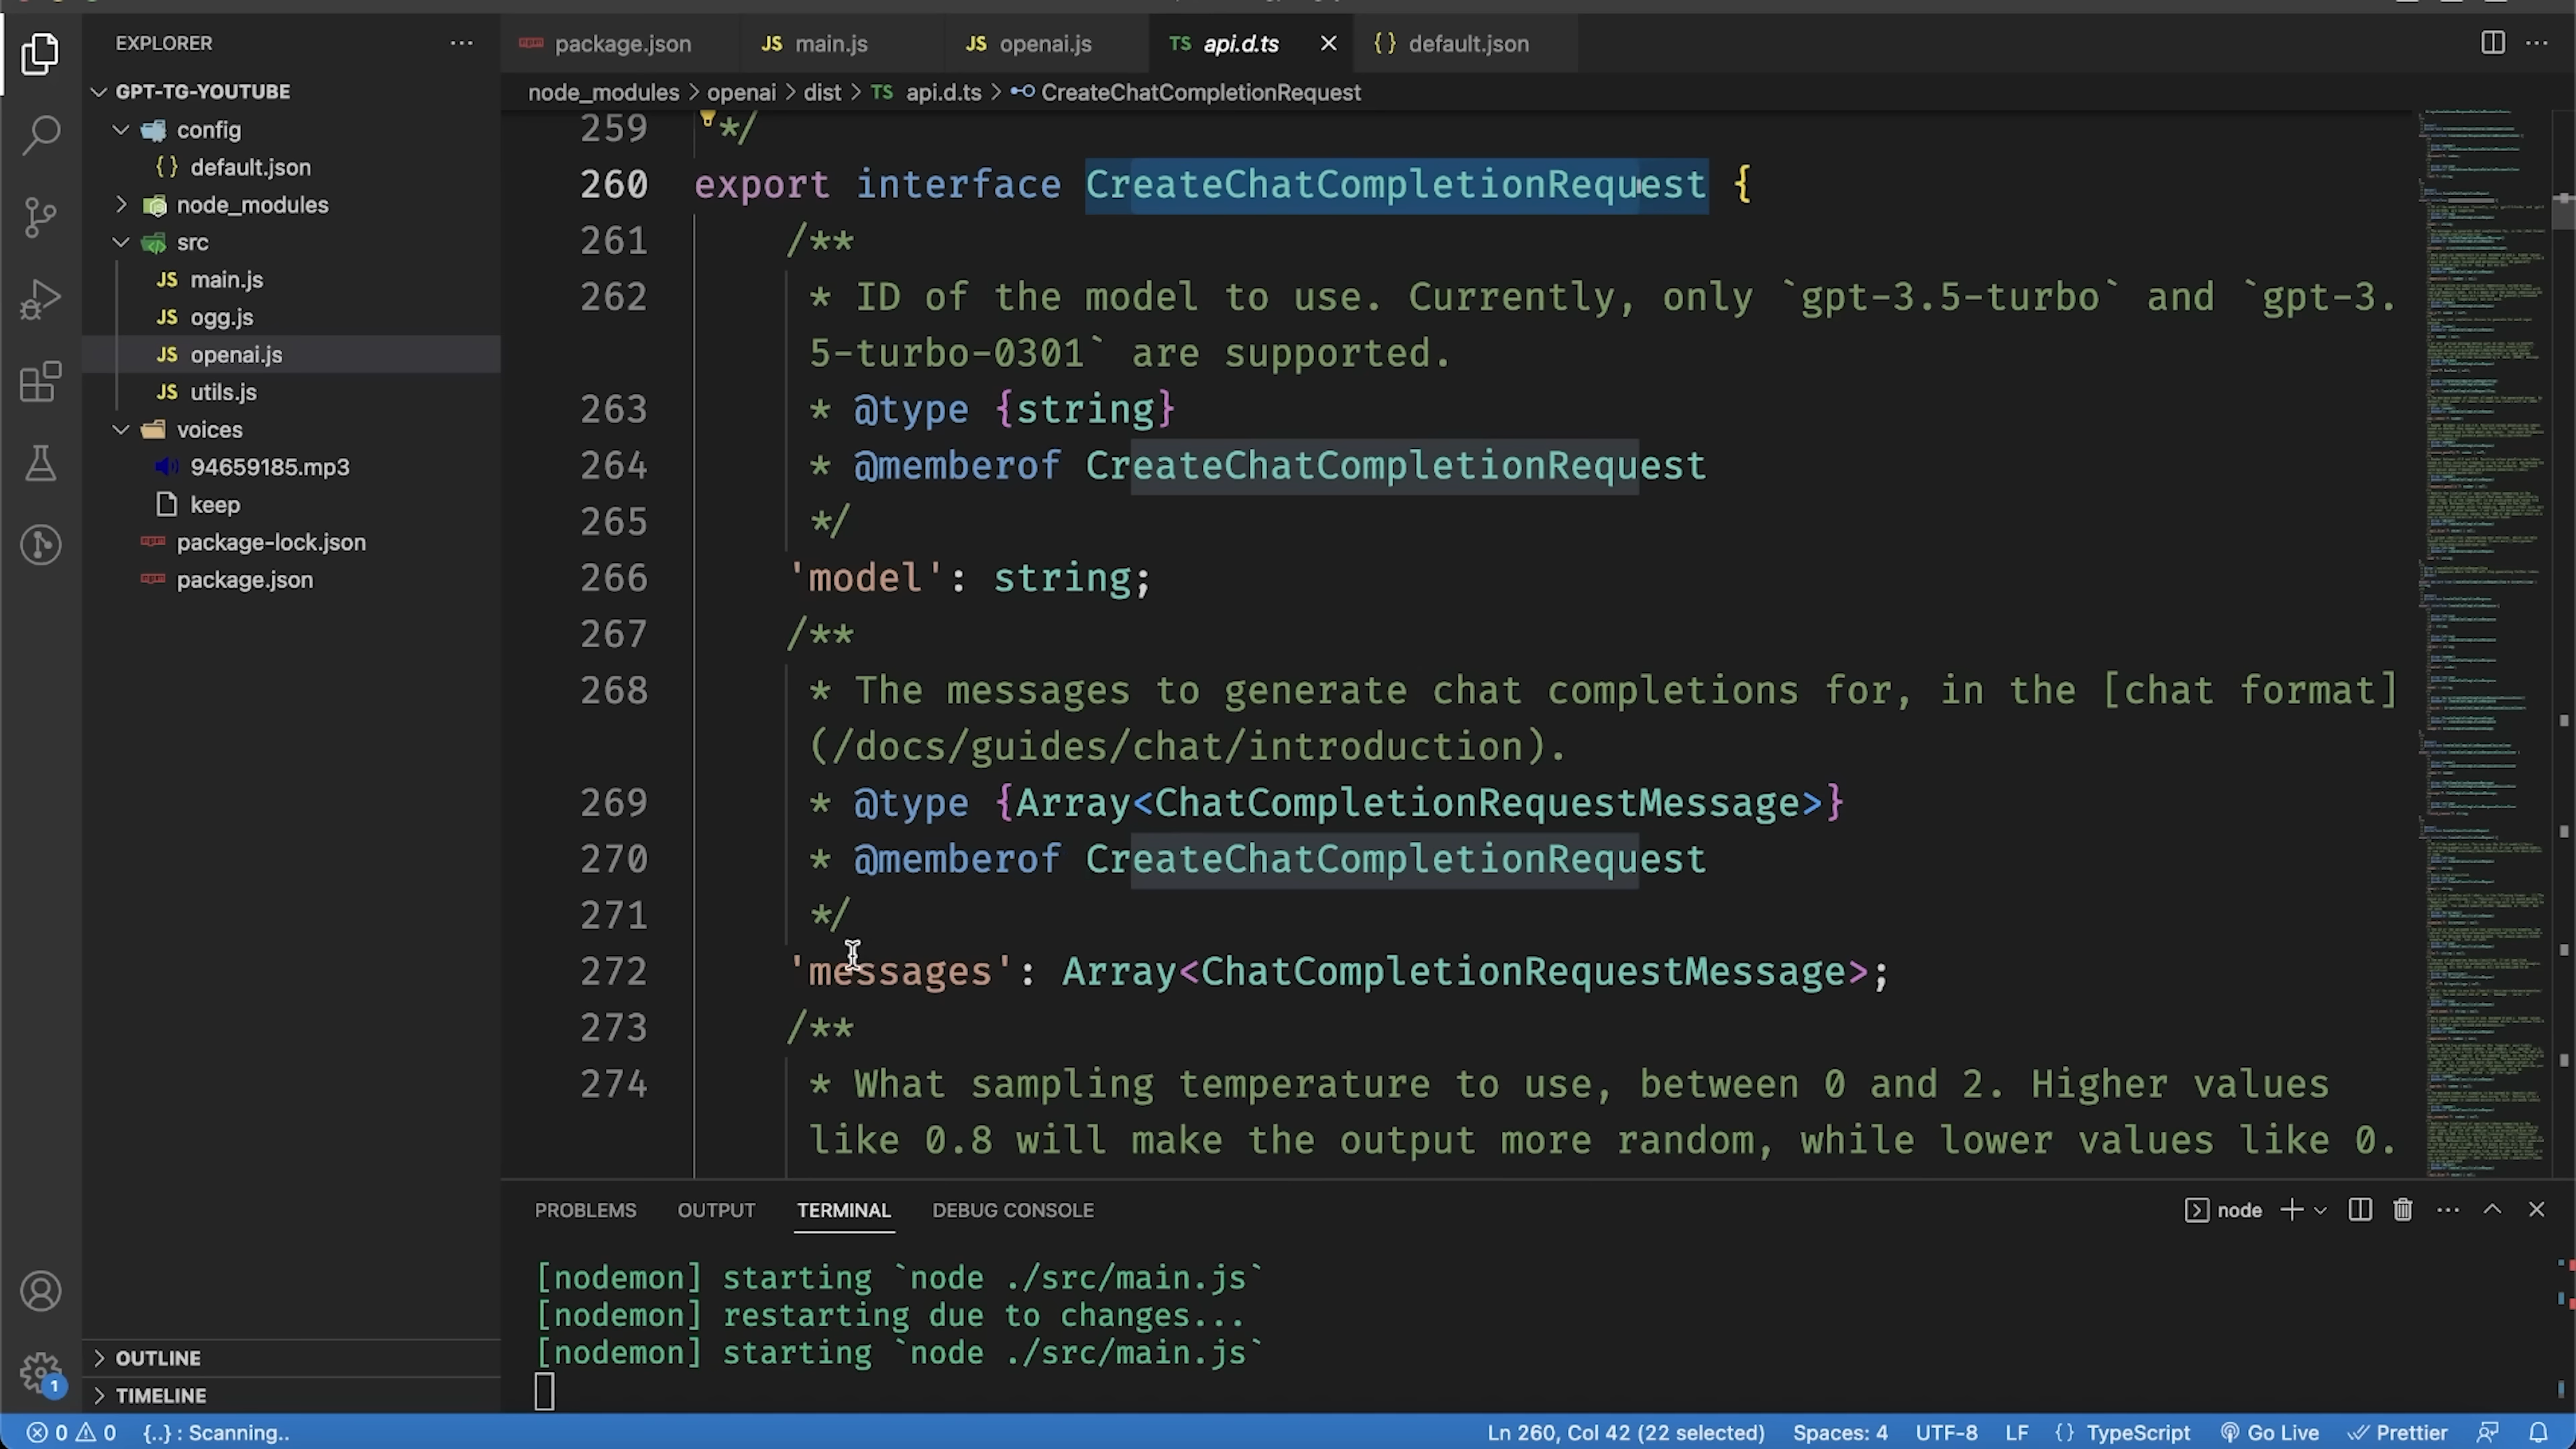 EXPLORER
package.json
main.js
openai.js
api.d.ts
default.json
GPT-TG-YOUTUBE
node_modules > openai > dist > TS api.d.ts > CreateChatCompletionRequest
config
default.json
node_modules
src
main.js
ogg.js
openai.js
utils.js
voices
94659185.mp3
keep
package-lock.json
package.json
259 */
260 export interface CreateChatCompletionRequest {
261 /**
262 * ID of the model to use. Currently, only `gpt-3.5-turbo` and `gpt-3.
5-turbo-0301` are supported.
263 * @type {string}
264 * @memberof CreateChatCompletionRequest
265 */
266 'model': string;
267 /**
268 * The messages to generate chat completions for, in the [chat format]
(/docs/guides/chat/introduction).
269 * @type {Array<ChatCompletionRequestMessage>}
270 * @memberof CreateChatCompletionRequest
271 */
272 'messages': Array<ChatCompletionRequestMessage>;
273 /**
274 * What sampling temperature to use, between 0 and 2. Higher values
like 0.8 will make the output more random, while lower values like 0.
PROBLEMS OUTPUT TERMINAL DEBUG CONSOLE
node
[nodemon] starting `node ./src/main.js`
[nodemon] restarting due to changes...
[nodemon] starting `node ./src/main.js`
OUTLINE
TIMELINE
1
0 0 {..} : Scanning..
Ln 260, Col 42 (22 selected) Spaces: 4 UTF-8 LF {} TypeScript Go Live Prettier